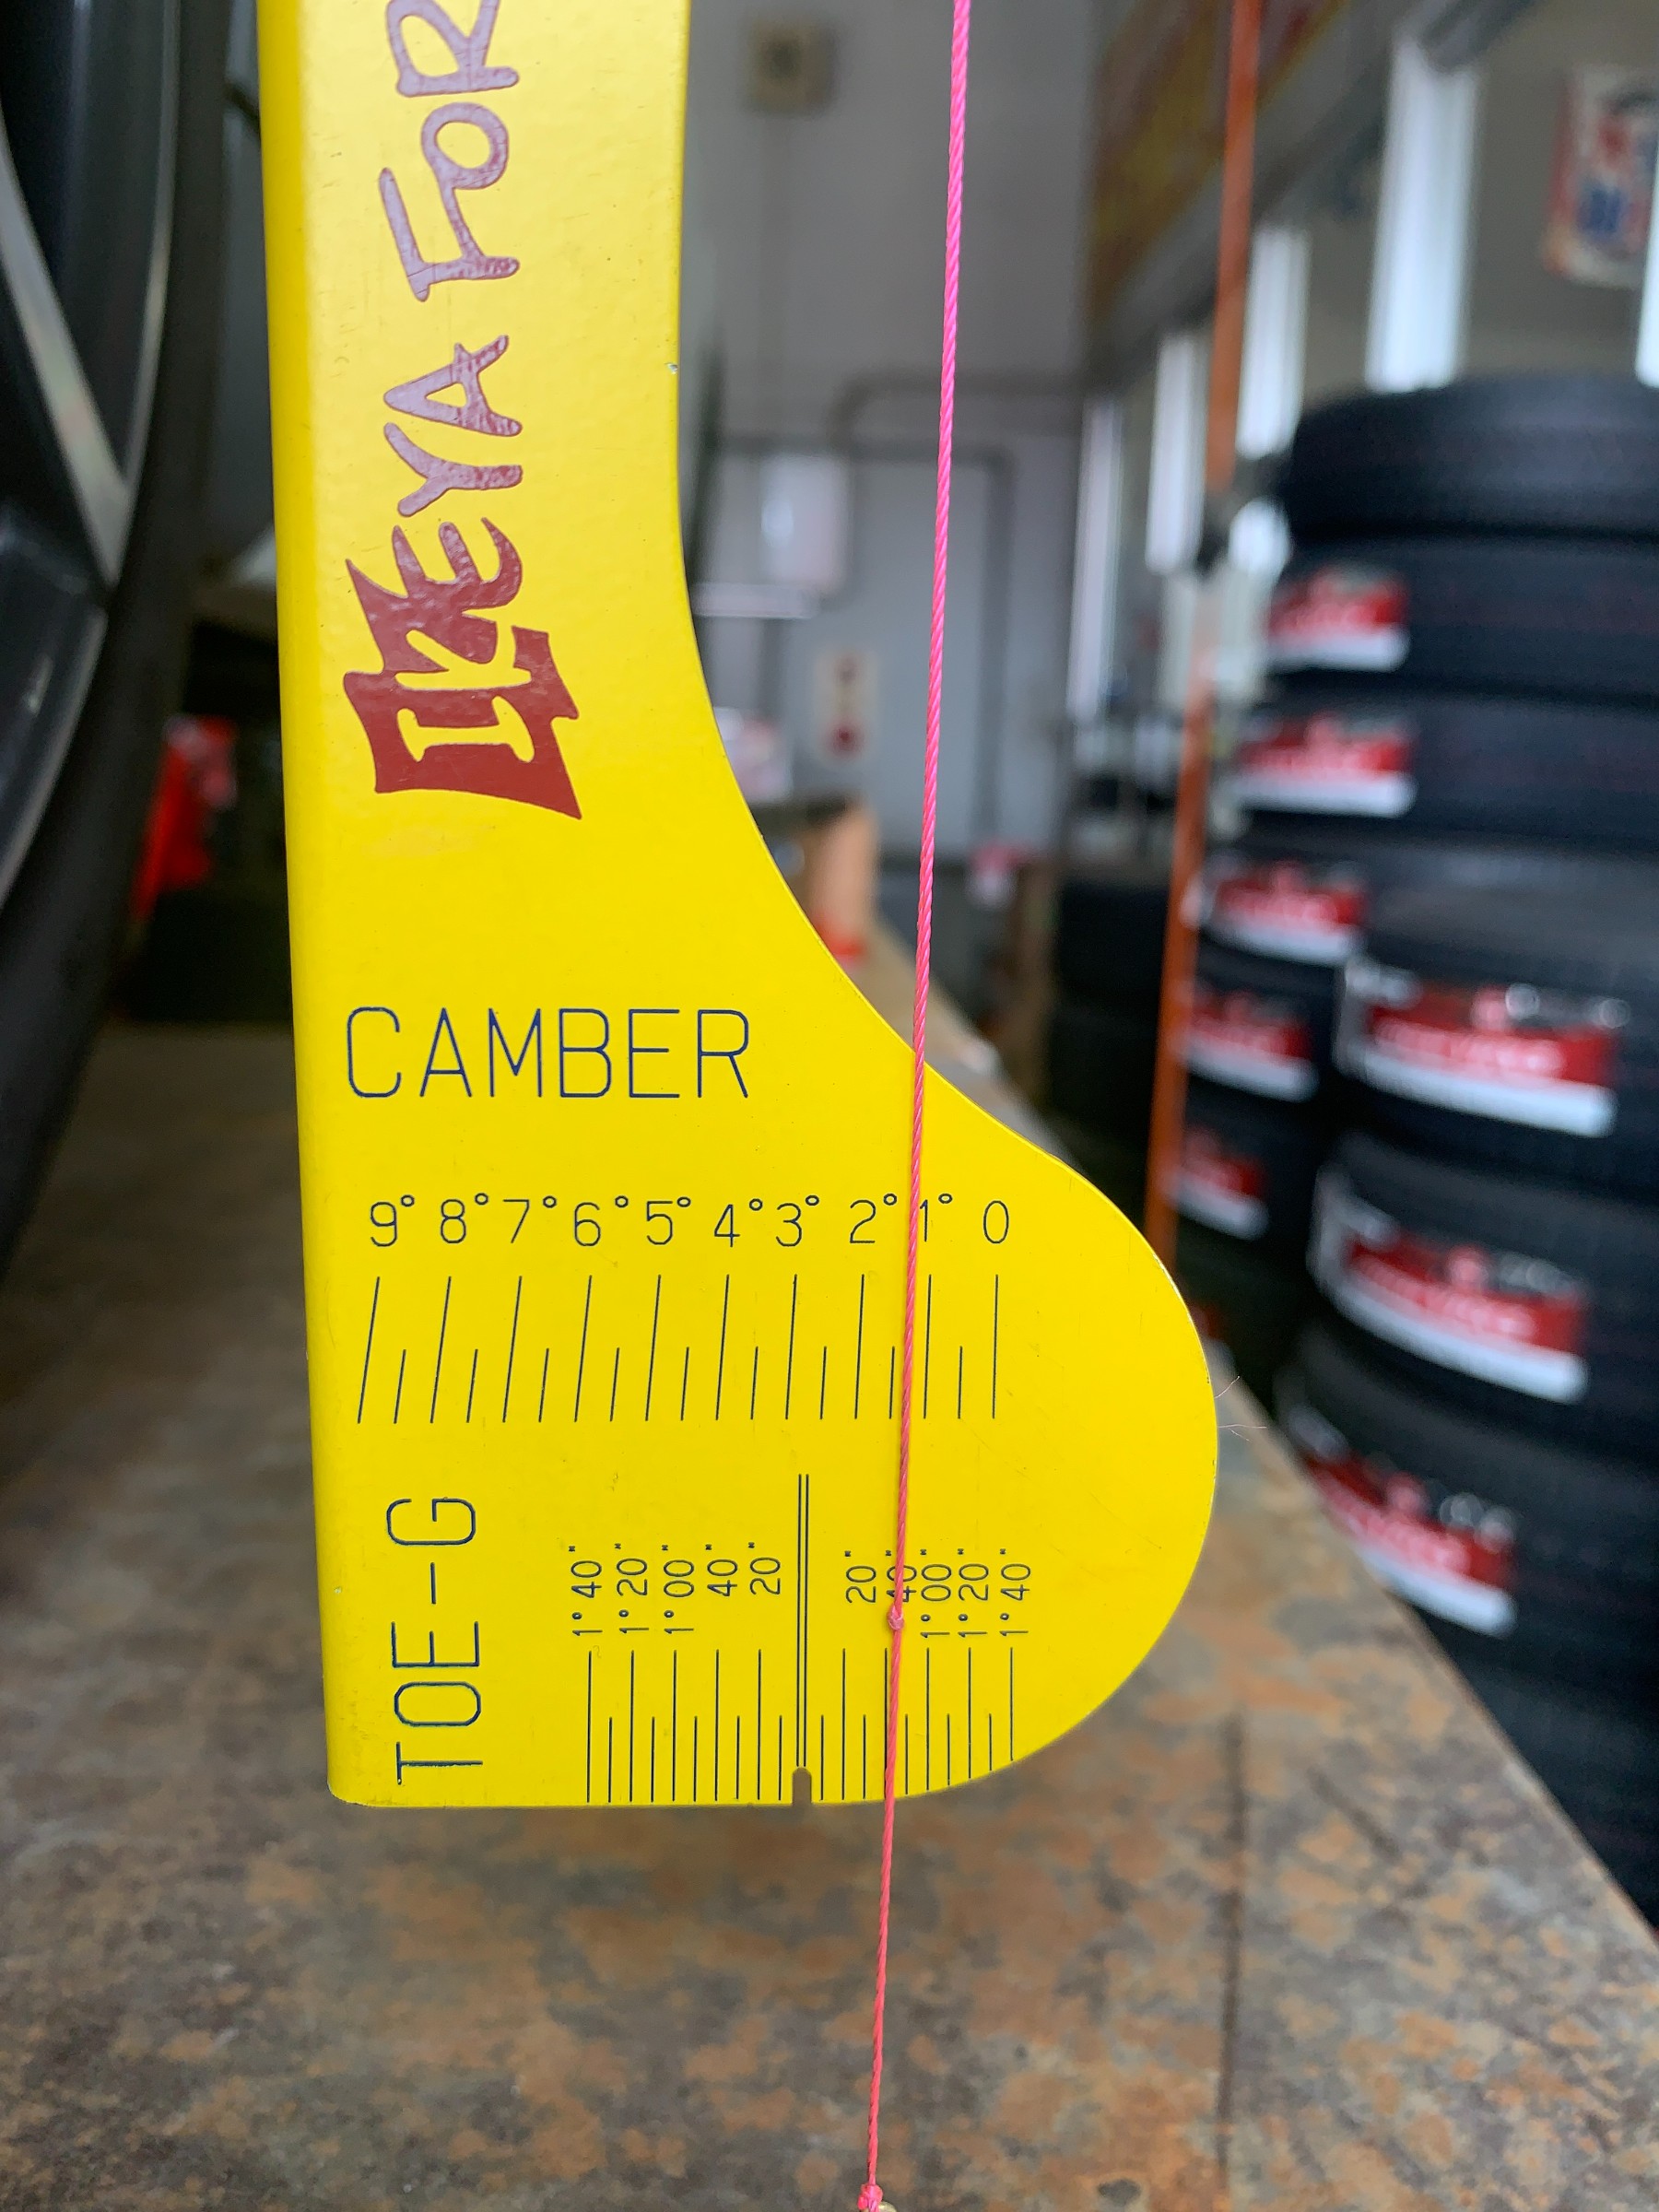 IKEYA FOR
CAMBER
9° 8° 7° 6° 5° 4° 3° 2° 1° 0
TOE-G
1°40" 1°20" 1°00" 40" 20" 20" 40" 1°00" 1°20" 1°40"